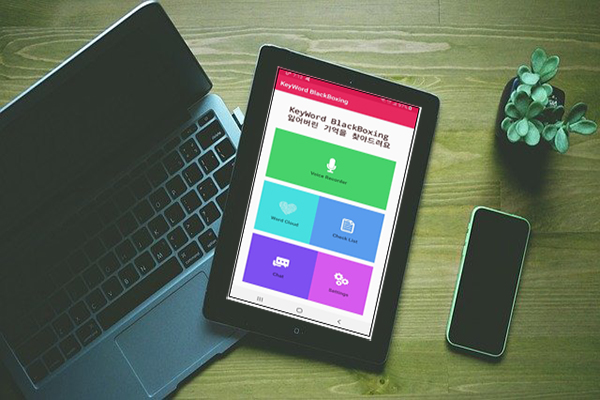 KeyWord BlackBoxing
KeyWord BlackBoxing
잃어버린 기억을 찾아드려요
Voice Recorder
Word Cloud
Check List
Chat
Settings